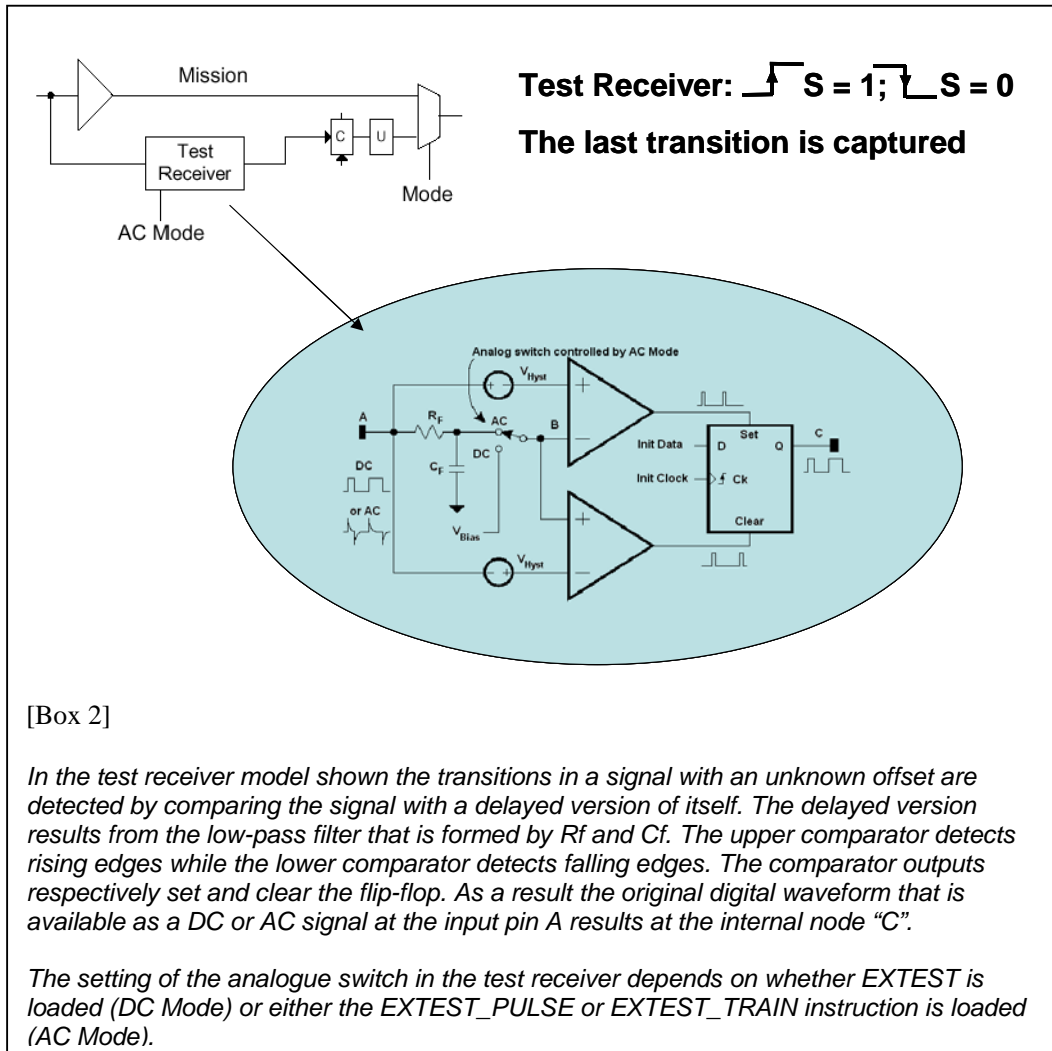 Mission
Test Receiver: S = 1; S = 0
The last transition is captured
C
U
Test
Receiver
Mode
AC Mode
Analog switch controlled by AC Mode
VHyst
+ -
+
A
RF
AC
B
-
DC
CF
DC
or AC
VBias
+
- +
VHyst
-
Init Data
Init Clock
Set
D
Q
Ck
Clear
C
[Box 2]
In the test receiver model shown the transitions in a signal with an unknown offset are
detected by comparing the signal with a delayed version of itself. The delayed version
results from the low-pass filter that is formed by Rf and Cf. The upper comparator detects
rising edges while the lower comparator detects falling edges. The comparator outputs
respectively set and clear the flip-flop. As a result the original digital waveform that is
available as a DC or AC signal at the input pin A results at the internal node “C”.
The setting of the analogue switch in the test receiver depends on whether EXTEST is
loaded (DC Mode) or either the EXTEST_PULSE or EXTEST_TRAIN instruction is loaded
(AC Mode).